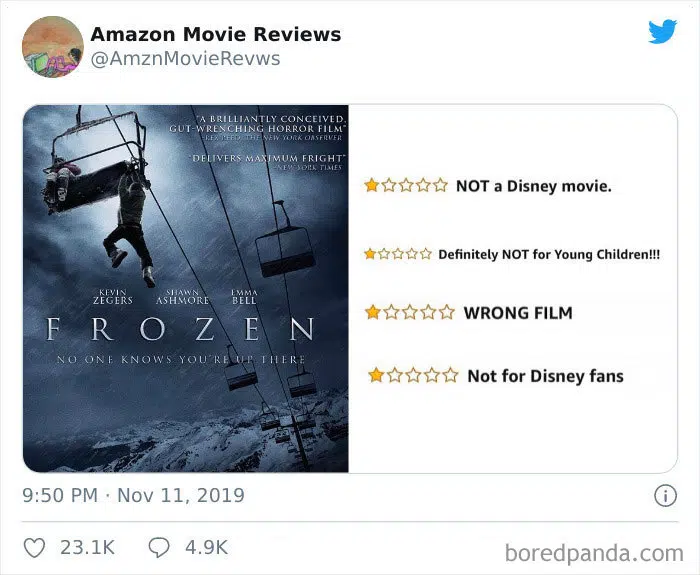 Amazon Movie Reviews
@AmznMovieRevws
"A BRILLIANTLY CONCEIVED,
GUT-WRENCHING HORROR FILM"
-REX REED, THE NEW YORK OBSERVER
"DELIVERS MAXIMUM FRIGHT"
-NEW YORK TIMES
KEVIN ZEGERS
SHAWN ASHMORE
EMMA BELL
FROZEN
NO ONE KNOWS YOU'RE UP THERE
NOT a Disney movie.
Definitely NOT for Young Children!!!
WRONG FILM
Not for Disney fans
9:50 PM · Nov 11, 2019
23.1K 4.9K
boredpanda.com